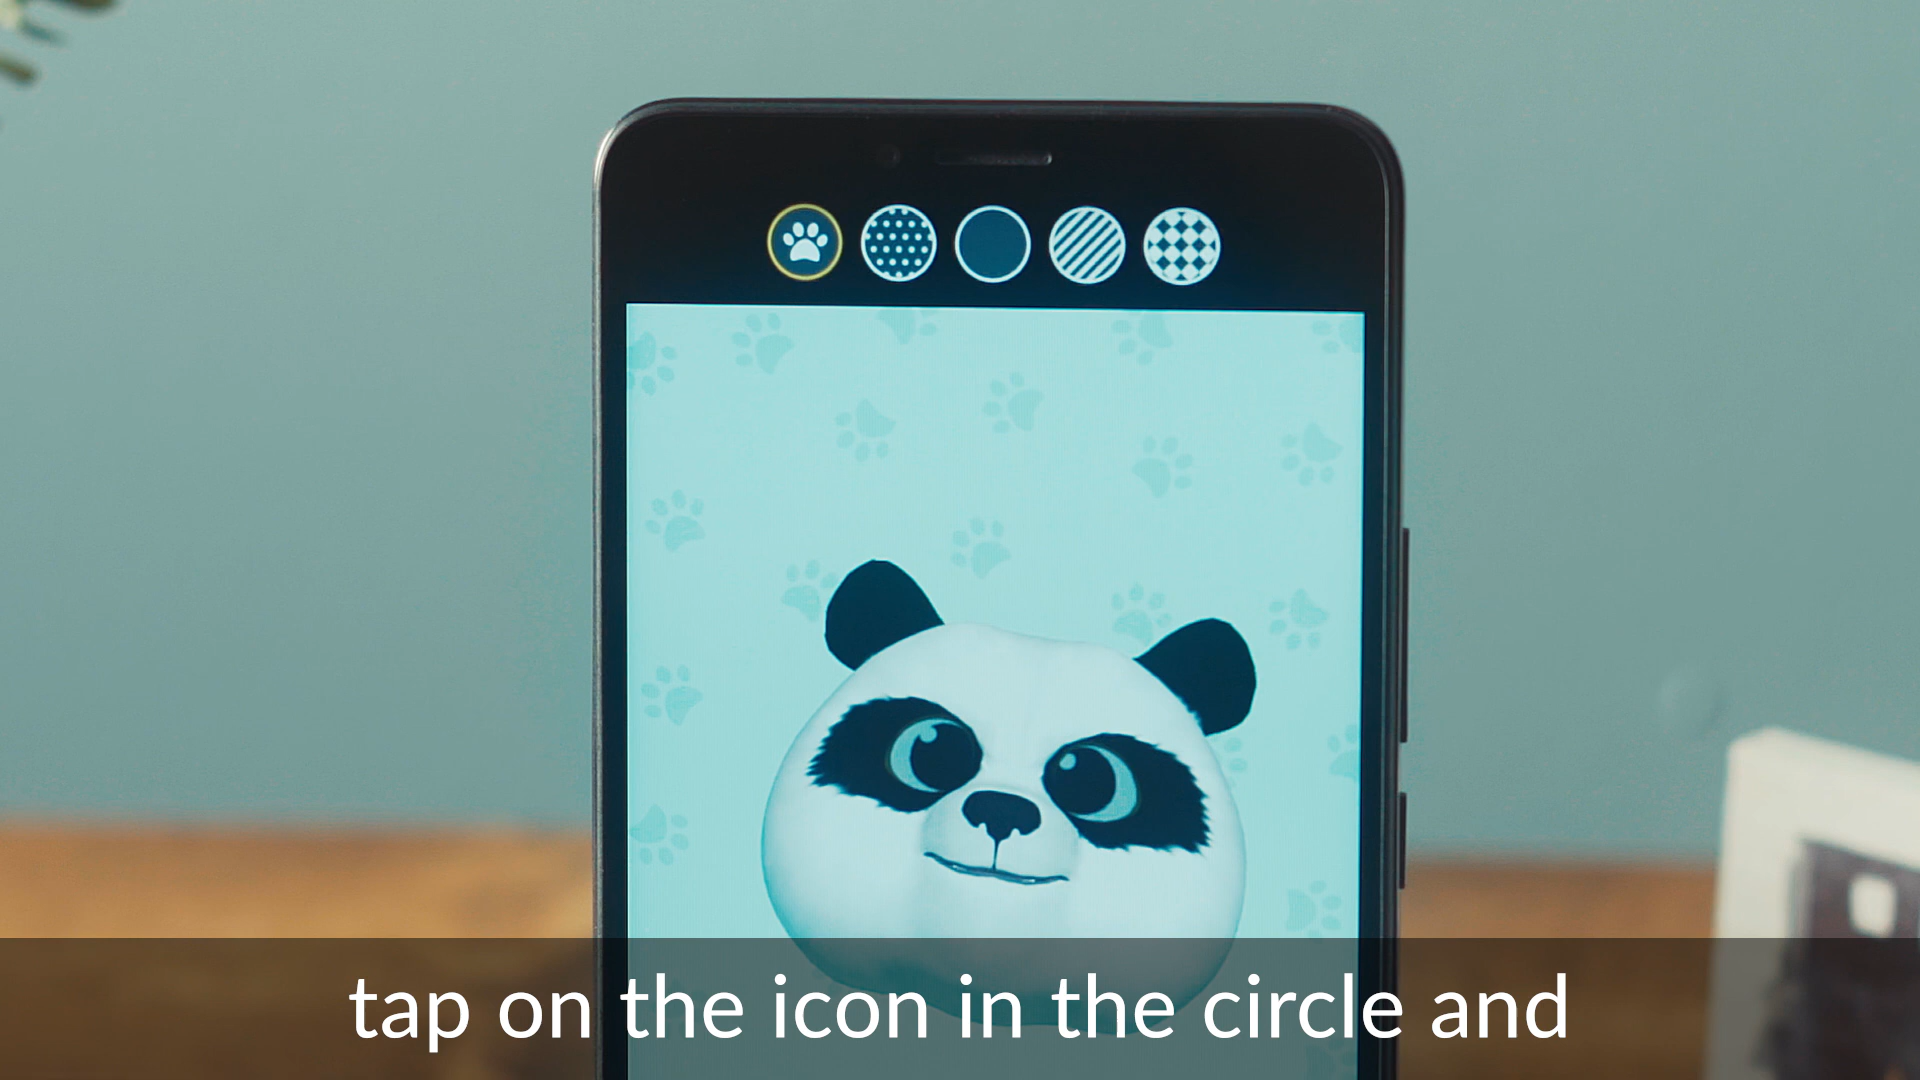 tap on the icon in the circle and